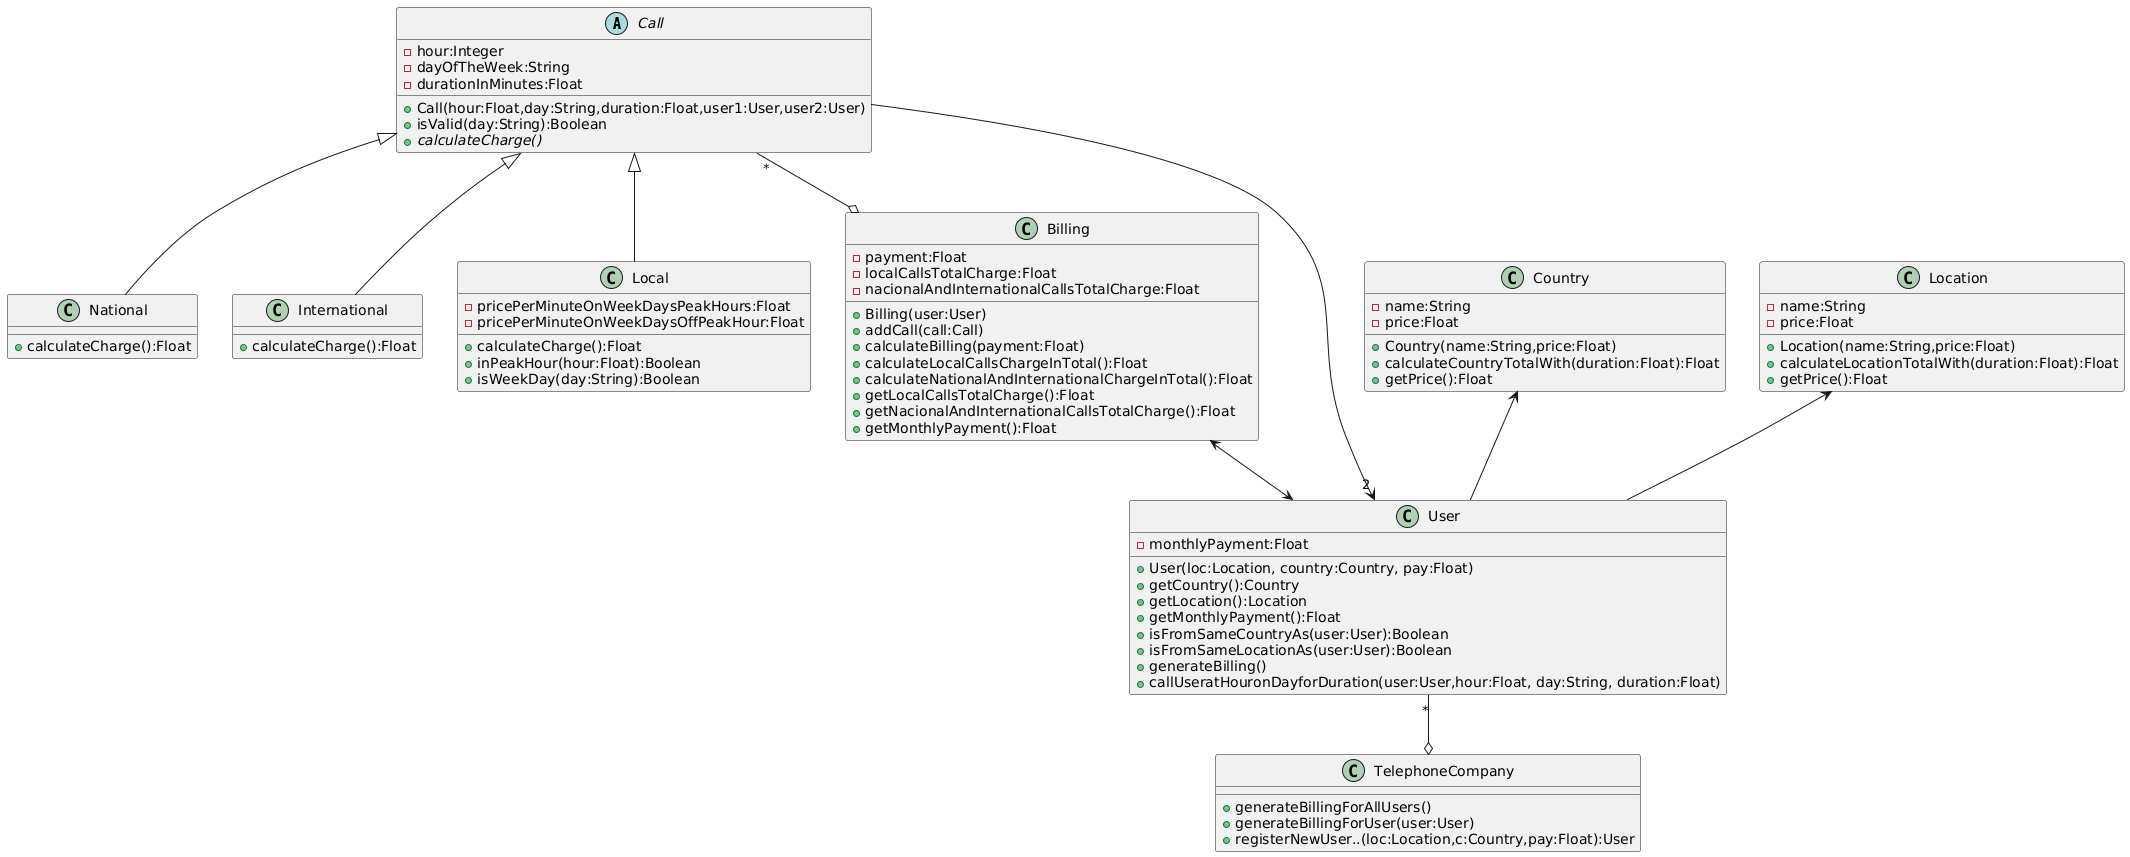 A Call
hour:Integer
dayOfTheWeek:String
durationInMinutes:Float
Call(hour:Float,day:String,duration:Float,user1:User,user2:User)
isValid(day:String):Boolean
calculateCharge()
*
2
C National
calculateCharge():Float
C International
calculateCharge():Float
C Local
pricePerMinuteOnWeekDaysPeakHours:Float
pricePerMinuteOnWeekDaysOffPeakHour:Float
calculateCharge():Float
inPeakHour(hour:Float):Boolean
isWeekDay(day:String):Boolean
C Billing
payment:Float
localCallsTotalCharge:Float
nacionalAndInternationalCallsTotalCharge:Float
Billing(user:User)
addCall(call:Call)
calculateBilling(payment:Float)
calculateLocalCallsChargeInTotal():Float
calculateNationalAndInternationalChargeInTotal():Float
getLocalCallsTotalCharge():Float
getNacionalAndInternationalCallsTotalCharge():Float
getMonthlyPayment():Float
C Country
name:String
price:Float
Country(name:String,price:Float)
calculateCountryTotalWith(duration:Float):Float
getPrice():Float
C Location
name:String
price:Float
Location(name:String,price:Float)
calculateLocationTotalWith(duration:Float):Float
getPrice():Float
C User
monthlyPayment:Float
User(loc:Location, country:Country, pay:Float)
getCountry():Country
getLocation():Location
getMonthlyPayment():Float
isFromSameCountryAs(user:User):Boolean
isFromSameLocationAs(user:User):Boolean
generateBilling()
callUseratHouronDayforDuration(user:User,hour:Float, day:String, duration:Float)
*
C TelephoneCompany
generateBillingForAllUsers()
generateBillingForUser(user:User)
registerNewUser..(loc:Location,c:Country,pay:Float):User